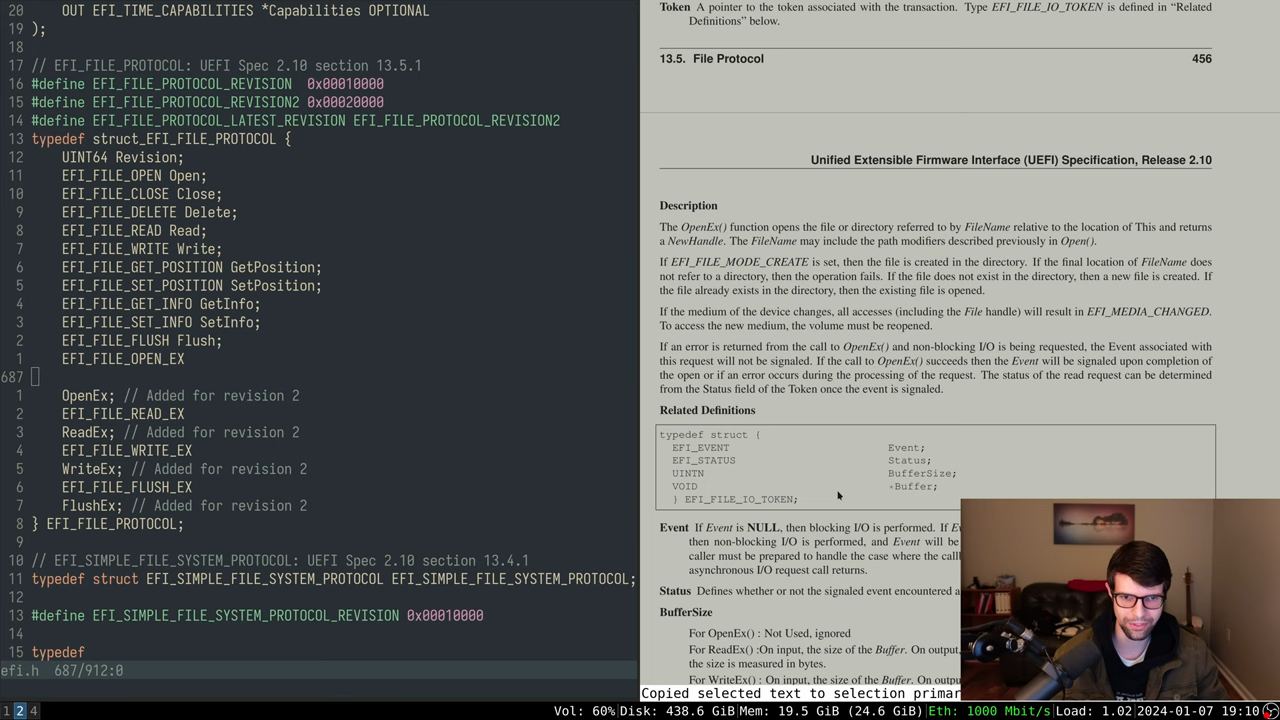 20 OUT EFI_TIME_CAPABILITIES *Capabilities OPTIONAL
19 );
18
17 // EFI_FILE_PROTOCOL: UEFI Spec 2.10 section 13.5.1
16 #define EFI_FILE_PROTOCOL_REVISION 0x00010000
15 #define EFI_FILE_PROTOCOL_REVISION2 0x00020000
14 #define EFI_FILE_PROTOCOL_LATEST_REVISION EFI_FILE_PROTOCOL_REVISION2
13 typedef struct_EFI_FILE_PROTOCOL {
12 UINT64 Revision;
11 EFI_FILE_OPEN Open;
10 EFI_FILE_CLOSE Close;
9 EFI_FILE_DELETE Delete;
8 EFI_FILE_READ Read;
7 EFI_FILE_WRITE Write;
6 EFI_FILE_GET_POSITION GetPosition;
5 EFI_FILE_SET_POSITION SetPosition;
4 EFI_FILE_GET_INFO GetInfo;
3 EFI_FILE_SET_INFO SetInfo;
2 EFI_FILE_FLUSH Flush;
1 EFI_FILE_OPEN_EX
687
1 OpenEx; // Added for revision 2
2 EFI_FILE_READ_EX
3 ReadEx; // Added for revision 2
4 EFI_FILE_WRITE_EX
5 WriteEx; // Added for revision 2
6 EFI_FILE_FLUSH_EX
7 FlushEx; // Added for revision 2
8 } EFI_FILE_PROTOCOL;
9
10 // EFI_SIMPLE_FILE_SYSTEM_PROTOCOL: UEFI Spec 2.10 section 13.4.1
11 typedef struct EFI_SIMPLE_FILE_SYSTEM_PROTOCOL EFI_SIMPLE_FILE_SYSTEM_PROTOCOL;
12
13 #define EFI_SIMPLE_FILE_SYSTEM_PROTOCOL_REVISION 0x00010000
14
15 typedef
efi.h 687/912:0
Token A pointer to the token associated with the transaction. Type EFI_FILE_IO_TOKEN is defined in “Related
Definitions” below.
13.5. File Protocol 456
Unified Extensible Firmware Interface (UEFI) Specification, Release 2.10
Description
The OpenEx() function opens the file or directory referred to by FileName relative to the location of This and returns
a NewHandle. The FileName may include the path modifiers described previously in Open().
If EFI_FILE_MODE_CREATE is set, then the file is created in the directory. If the final location of FileName does
not refer to a directory, then the operation fails. If the file does not exist in the directory, then a new file is created. If
the file already exists in the directory, then the existing file is opened.
If the medium of the device changes, all accesses (including the File handle) will result in EFI_MEDIA_CHANGED.
To access the new medium, the volume must be reopened.
If an error is returned from the call to OpenEx() and non-blocking I/O is being requested, the Event associated with
this request will not be signaled. If the call to OpenEx() succeeds then the Event will be signaled upon completion of
the open or if an error occurs during the processing of the request. The status of the read request can be determined
from the Status field of the Token once the event is signaled.
Related Definitions
typedef struct {
EFI_EVENT Event;
EFI_STATUS Status;
UINTN BufferSize;
VOID *Buffer;
} EFI_FILE_IO_TOKEN;
Event If Event is NULL, then blocking I/O is performed. If
then non-blocking I/O is performed, and Event will be
caller must be prepared to handle the case where the
asynchronous I/O request call returns.
Status Defines whether or not the signaled event encountered
BufferSize
For OpenEx() : Not Used, ignored
For ReadEx() :On input, the size of the Buffer. On output,
the size is measured in bytes.
For WriteEx() : On input, the size of the Buffer. On
Copied selected text to selection
1 2 4 Vol: 60%|Disk: 438.6 GiB|Mem: 19.5 GiB (24.6 GiB)|Eth: 1000 Mbit/s|Load: 1.02|2024-01-07 19:10